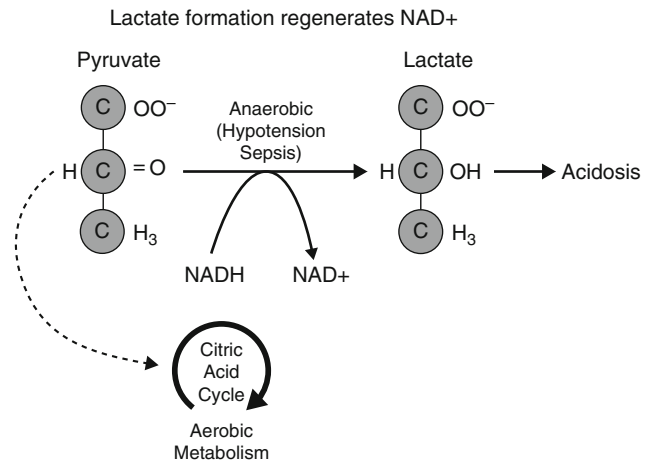 Lactate formation regenerates NAD+
Pyruvate
Lactate
C OO⁻
H C =O
C H₃
Anaerobic
(Hypotension
Sepsis)
NADH NAD+
C OO⁻
H C OH
C H₃
Acidosis
Citric
Acid
Cycle
Aerobic
Metabolism